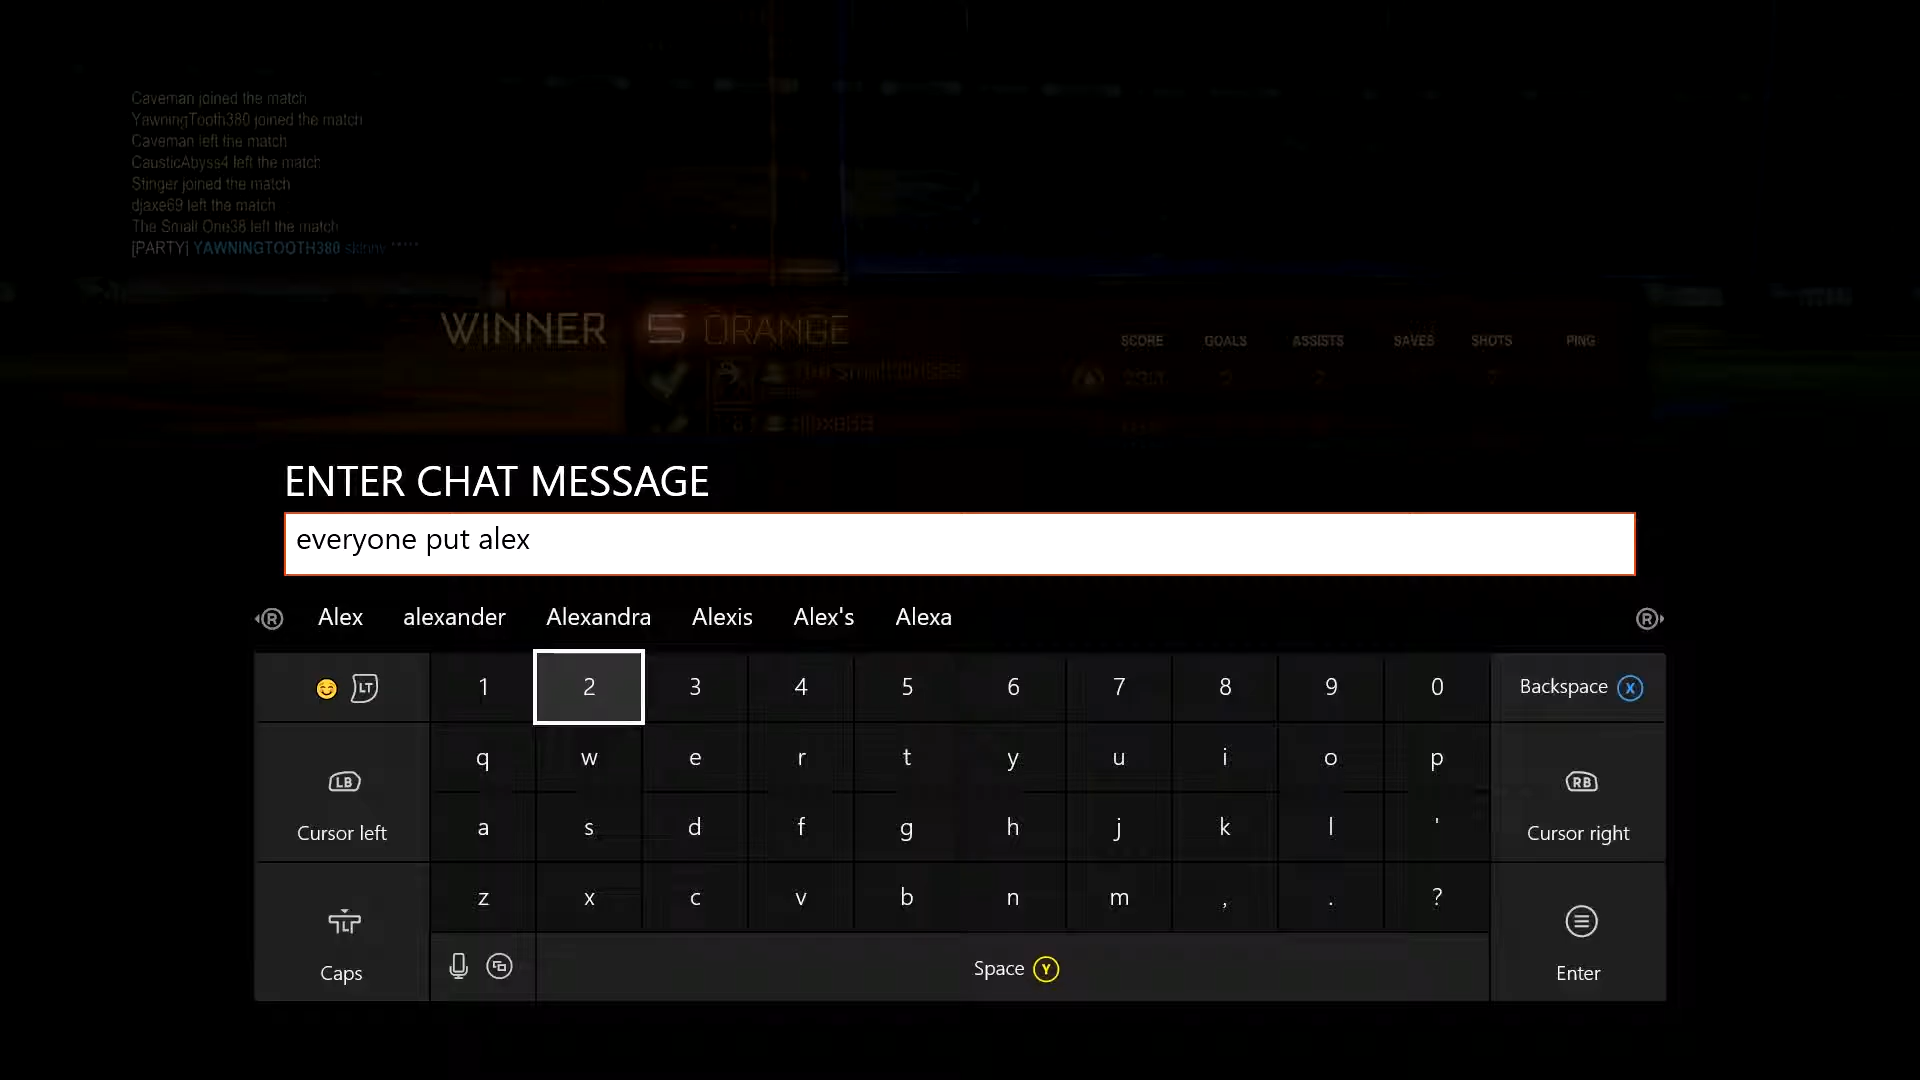 Caveman joined the match
YawningTooth380 joined the match
Caveman left the match
CausticAbyss4 left the match
Stinger joined the match
djaxe69 left the match
The Small One38 left the match
[PARTY] YAWNINGTOOTH380 skinny *****
WINNER 5 ORANGE
SCORE GOALS ASSISTS SAVES SHOTS PING
ENTER CHAT MESSAGE
everyone put alex
R Alex alexander Alexandra Alexis Alex's Alexa R
LT 1 2 3 4 5 6 7 8 9 0 Backspace X
q w e r t y u i o p
LB RB
Cursor left a s d f g h j k l ' Cursor right
z x c v b n m , . ?
LT
Caps Space Y Enter